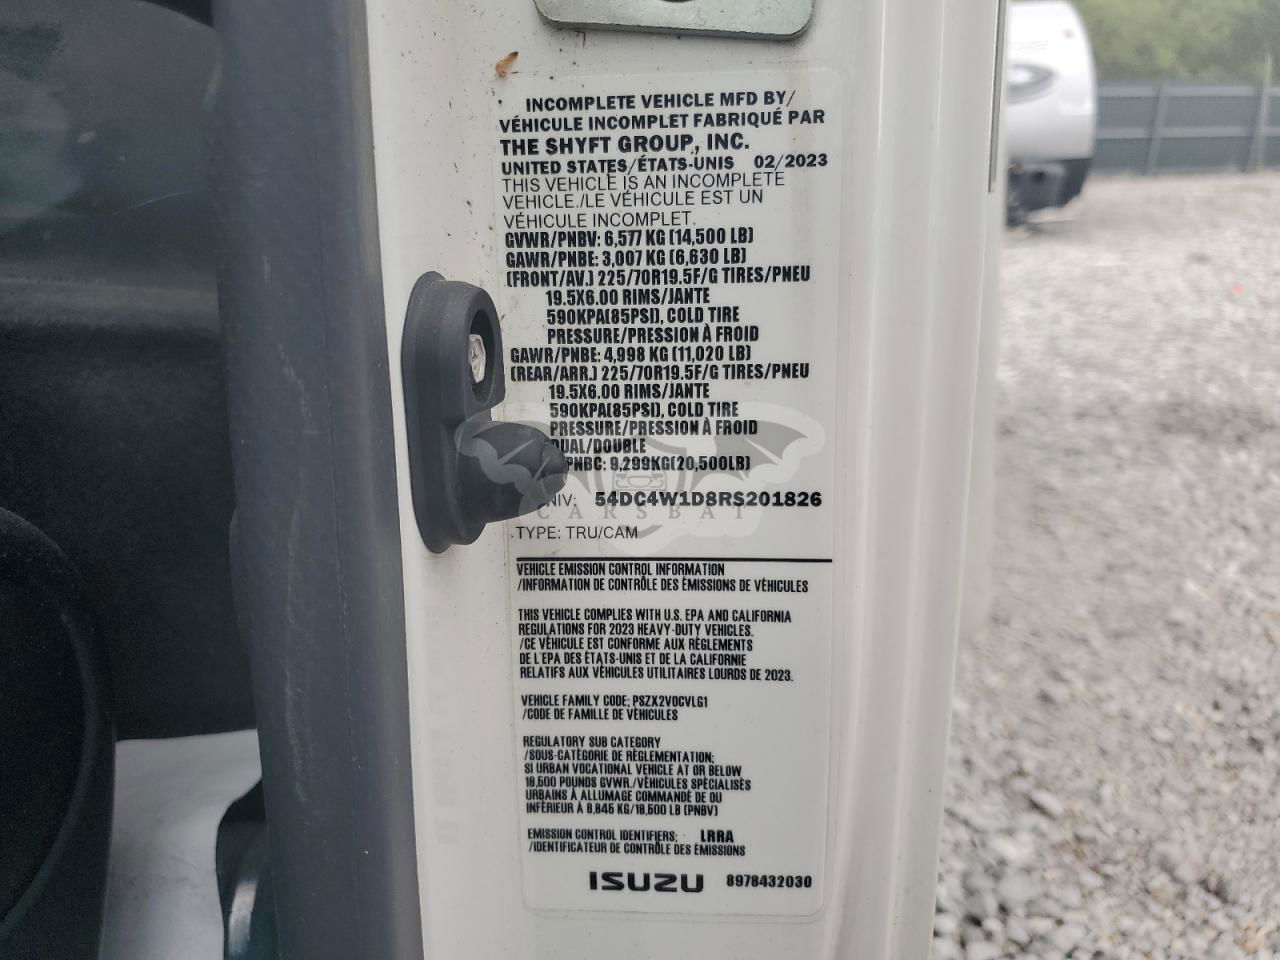 INCOMPLETE VEHICLE MFD BY/
VÉHICULE INCOMPLET FABRIQUÉ PAR
THE SHYFT GROUP, INC.
UNITED STATES/ÉTATS-UNIS 02/2023
THIS VEHICLE IS AN INCOMPLETE
VEHICLE./LE VÉHICULE EST UN
VÉHICULE INCOMPLET.
GVWR/PNBV: 6,577 KG (14,500 LB)
GAWR/PNBE: 3,007 KG (6,630 LB)
(FRONT/AV.) 225/70R19.5F/G TIRES/PNEU
19.5X6.00 RIMS/JANTE
590KPA(85PSI), COLD TIRE
PRESSURE/PRESSION À FROID
GAWR/PNBE: 4,998 KG (11,020 LB)
(REAR/ARR.) 225/70R19.5F/G TIRES/PNEU
19.5X6.00 RIMS/JANTE
590KPA(85PSI), COLD TIRE
PRESSURE/PRESSION À FROID
DUAL/DOUBLE
PNBC: 9,299KG(20,500LB)
NIV: 54DC4W1D8RS201826
CARSBAT
TYPE: TRU/CAM
VEHICLE EMISSION CONTROL INFORMATION
/INFORMATION DE CONTRÔLE DES ÉMISSIONS DE VÉHICULES
THIS VEHICLE COMPLIES WITH U.S. EPA AND CALIFORNIA
REGULATIONS FOR 2023 HEAVY-DUTY VEHICLES.
/CE VÉHICULE EST CONFORME AUX RÈGLEMENTS
DE L'EPA DES ÉTATS-UNIS ET DE LA CALIFORNIE
RELATIFS AUX VÉHICULES UTILITAIRES LOURDS DE 2023.
VEHICLE FAMILY CODE; PSZX2VOCVLG1
/CODE DE FAMILLE DE VÉHICULES
REGULATORY SUB CATEGORY
/SOUS-CATÉGORIE DE RÈGLEMENTATION;
SI URBAN VOCATIONAL VEHICLE AT OR BELOW
19,500 POUNDS GVWR./VÉHICULES SPÉCIALISÉS
URBAINS À ALLUMAGE COMMANDÉ DE OU
INFÉRIEUR À 8,845 KG/19,500 LB (PNBV)
EMISSION CONTROL IDENTIFIERS; LRRA
/IDENTIFICATEUR DE CONTRÔLE DES ÉMISSIONS
ISUZU 8978432030